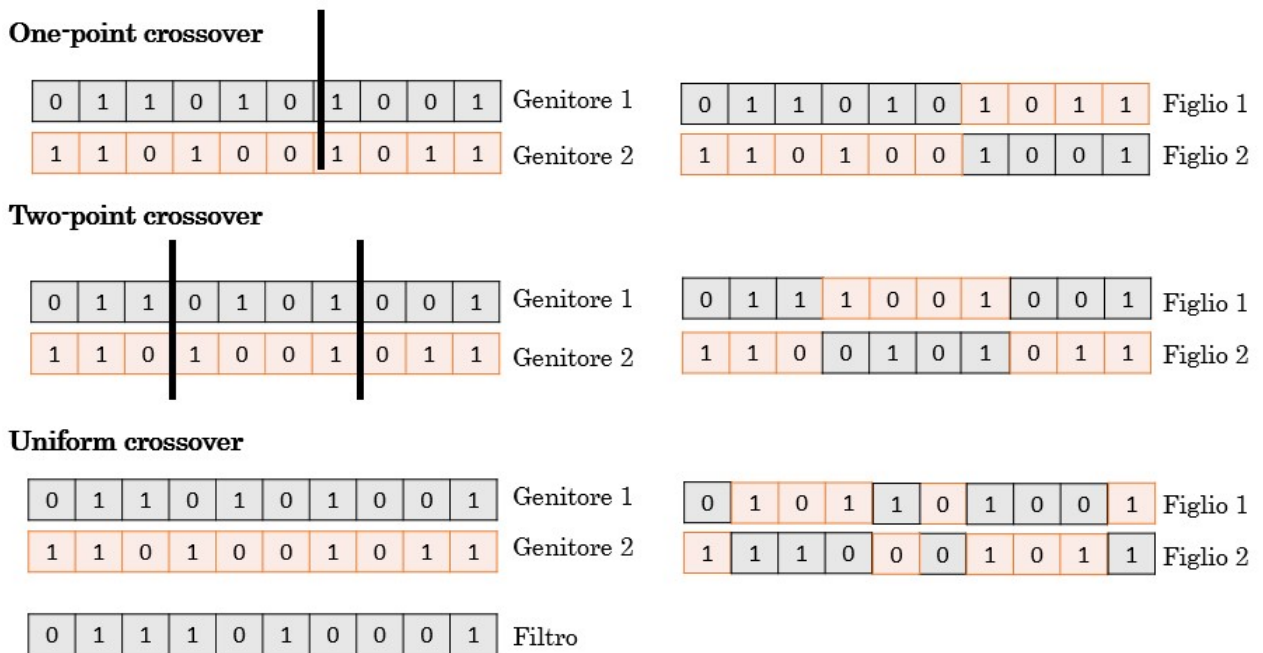 One-point crossover
0 1 1 0 1 0 1 0 0 1 Genitore 1 0 1 1 0 1 0 1 0 1 1 Figlio 1
1 1 0 1 0 0 1 0 1 1 Genitore 2 1 1 0 1 0 0 1 0 0 1 Figlio 2
Two-point crossover
0 1 1 0 1 0 1 0 0 1 Genitore 1 0 1 1 1 0 0 1 0 0 1 Figlio 1
1 1 0 1 0 0 1 0 1 1 Genitore 2 1 1 0 0 1 0 1 0 1 1 Figlio 2
Uniform crossover
0 1 1 0 1 0 1 0 0 1 Genitore 1 0 1 0 1 1 0 1 0 0 1 Figlio 1
1 1 0 1 0 0 1 0 1 1 Genitore 2 1 1 1 0 0 0 1 0 1 1 Figlio 2
0 1 1 1 0 1 0 0 0 1 Filtro